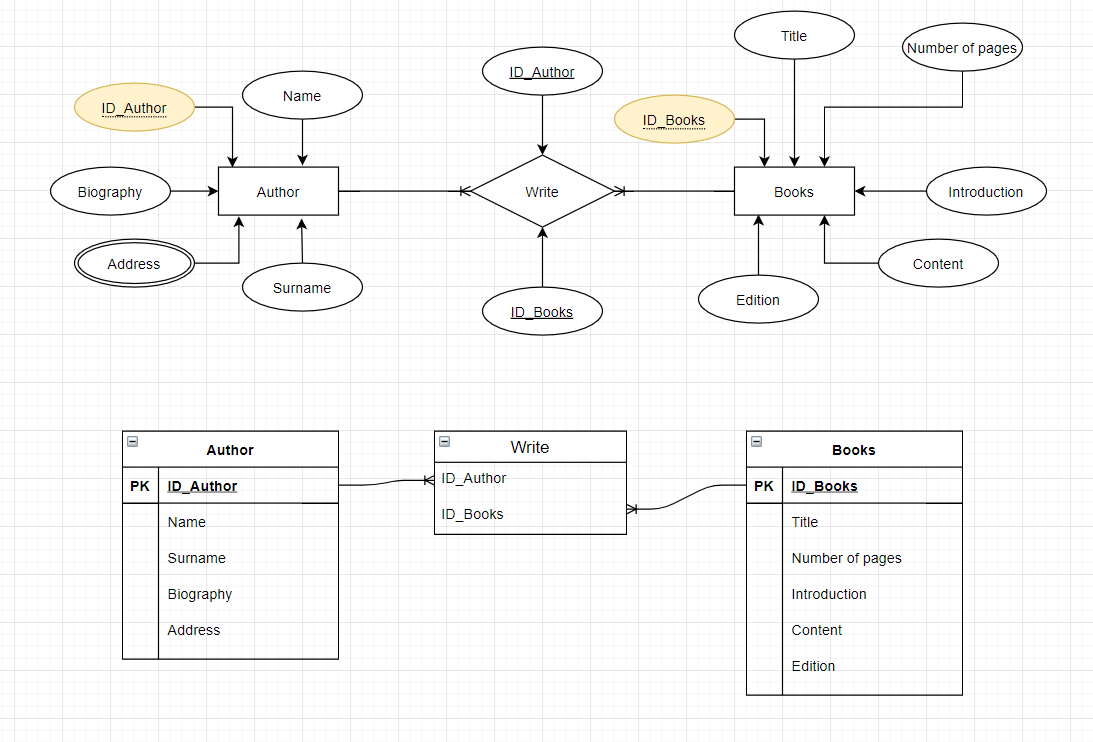 Title
Number of pages
ID_Author
Name
ID_Author
ID_Books
Biography
Author
Write
Books
Introduction
Address
Surname
ID_Books
Edition
Content
Author
PK
ID_Author
Name
Surname
Biography
Address
Write
ID_Author
ID_Books
Books
PK
ID_Books
Title
Number of pages
Introduction
Content
Edition